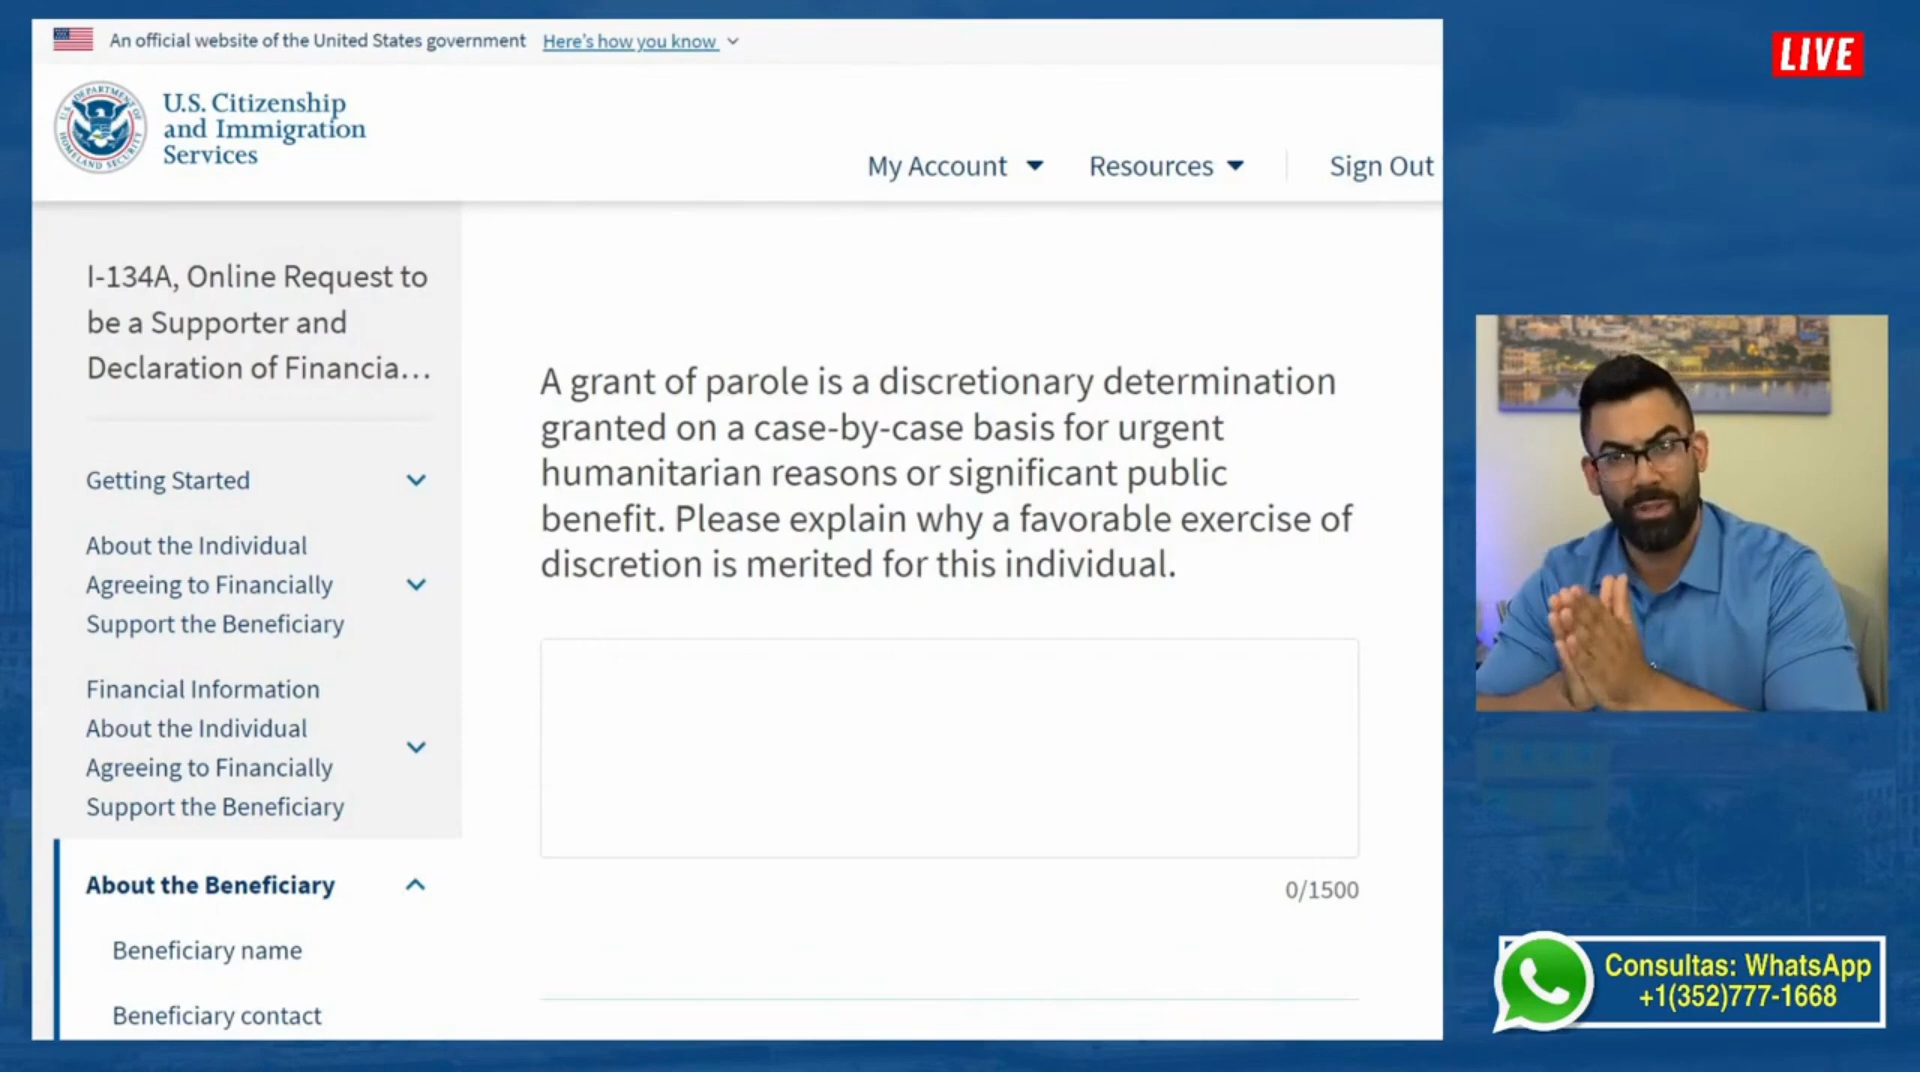 An official website of the United States government Here's how you know
LIVE
U.S. DEPARTMENT OF
HOMELAND SECURITY
U.S. Citizenship
and Immigration
Services
My Account
Resources
Sign Out
I-134A, Online Request to
be a Supporter and
Declaration of Financia...
Getting Started
About the Individual
Agreeing to Financially
Support the Beneficiary
Financial Information
About the Individual
Agreeing to Financially
Support the Beneficiary
About the Beneficiary
Beneficiary name
Beneficiary contact
A grant of parole is a discretionary determination
granted on a case-by-case basis for urgent
humanitarian reasons or significant public
benefit. Please explain why a favorable exercise of
discretion is merited for this individual.
0/1500
Consultas: WhatsApp
+1(352)777-1668